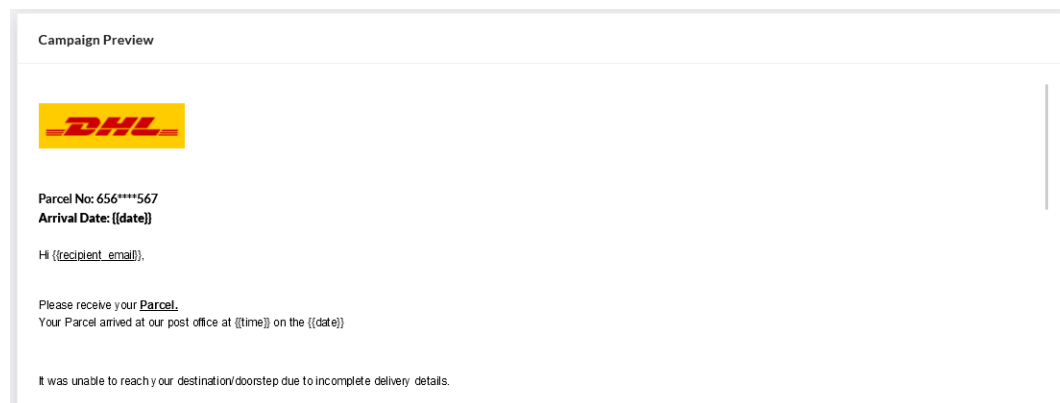 Campaign Preview
DHL
Parcel No: 656****567
Arrival Date: {{date}}
Hi {{recipient_email}},
Please receive your Parcel.
Your Parcel arrived at our post office at {{time}} on the {{date}}
It was unable to reach your destination/doorstep due to incomplete delivery details.